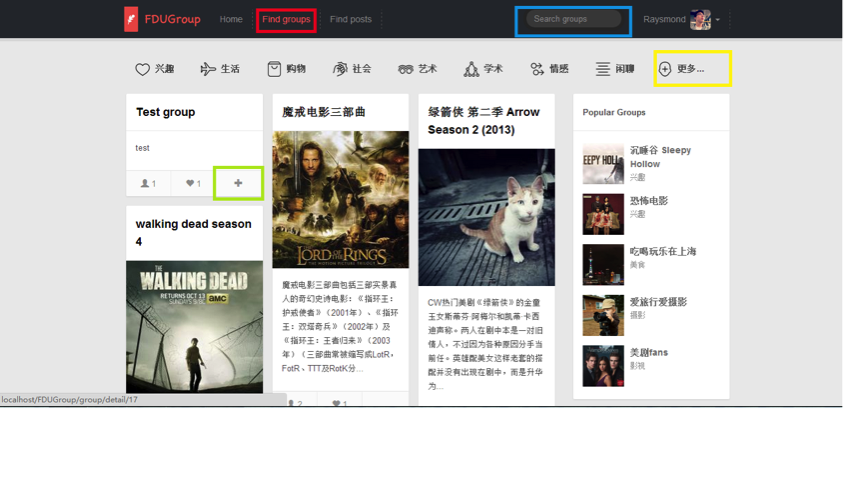 FDUGroup
Home
Find groups
Find posts
Search groups
Raysmond
兴趣
生活
购物
社会
艺术
学术
情感
闲聊
更多...
Test group
test
1
1
walking dead season
4
THE
WALKING DEAD
RETURNS OCT 13
SUNDAYS 9/8C
amc
魔戒电影三部曲
THE
LORD OF THE RINGS
魔戒电影三部曲包括三部实景真
人的奇幻史诗电影：《指环王：
护戒使者》（2001年）、《指环
王：双塔奇兵》（2002年）及
《指环王：王者归来》（2003
年）（三部曲常被缩写成LotR，
FotR、TTT及RotK分...
2
1
绿箭侠 第二季 Arrow
Season 2 (2013)
CW热门美剧《绿箭侠》的金童
玉女斯蒂芬·阿梅尔和凯蒂·卡西
迪声称，两人在剧中本是一对旧
情人，不过因为各种原因分手当
前任。英雄配美女这样老套的搭
配并没有出现在剧中，而是升华
为...
Popular Groups
EEPY HOLL
沉睡谷 Sleepy
Hollow
兴趣
恐怖电影
兴趣
吃喝玩乐在上海
美食
爱旅行爱摄影
摄影
美剧fans
影视
localhost/FDUGroup/group/detail/17